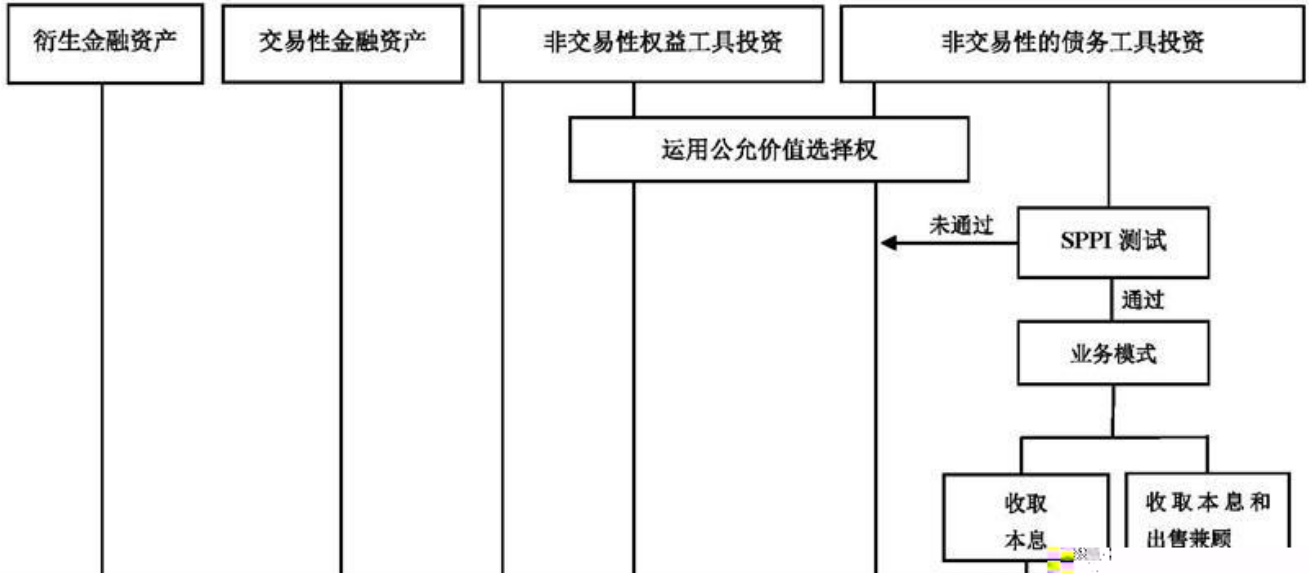 衍生金融资产
交易性金融资产
非交易性权益工具投资
非交易性的债务工具投资
运用公允价值选择权
未通过
SPPI 测试
通过
业务模式
收取
本息
收取本息和
出售兼顾